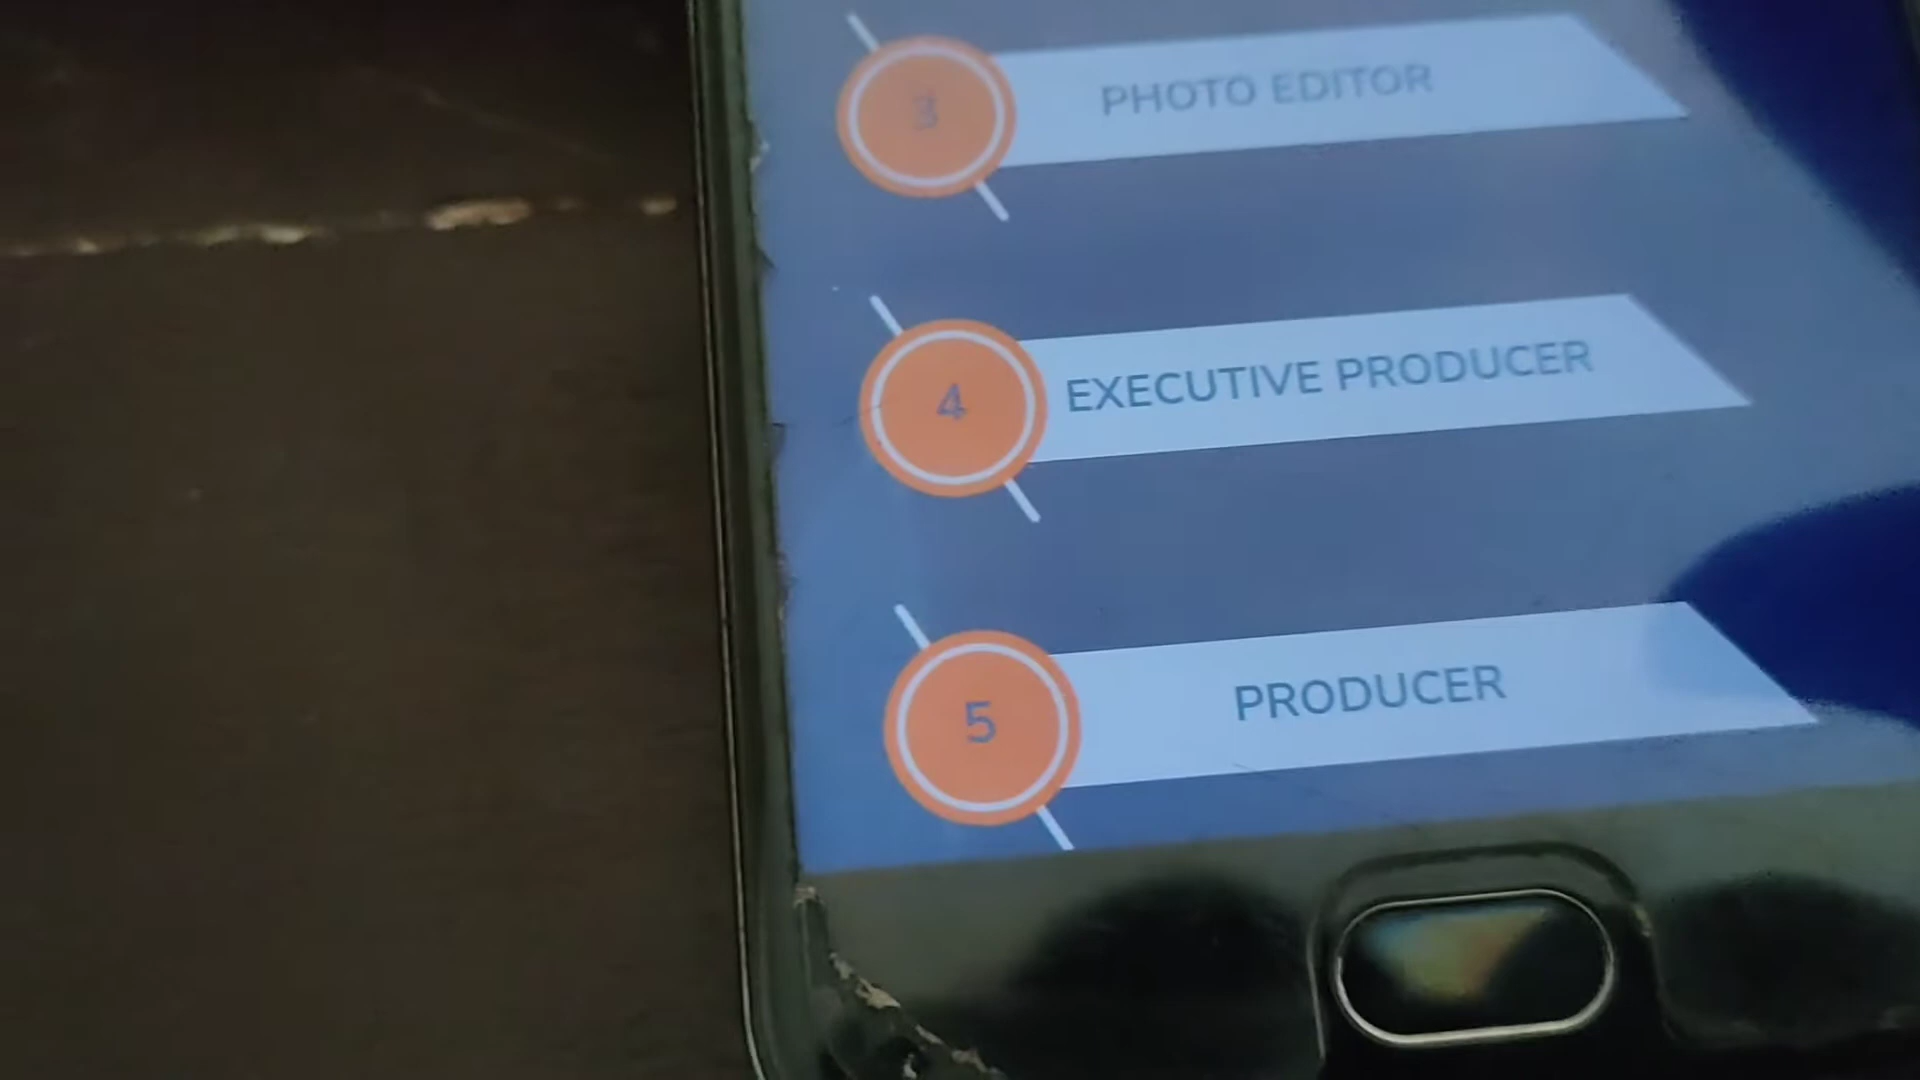 3
PHOTO EDITOR
4
EXECUTIVE PRODUCER
5
PRODUCER